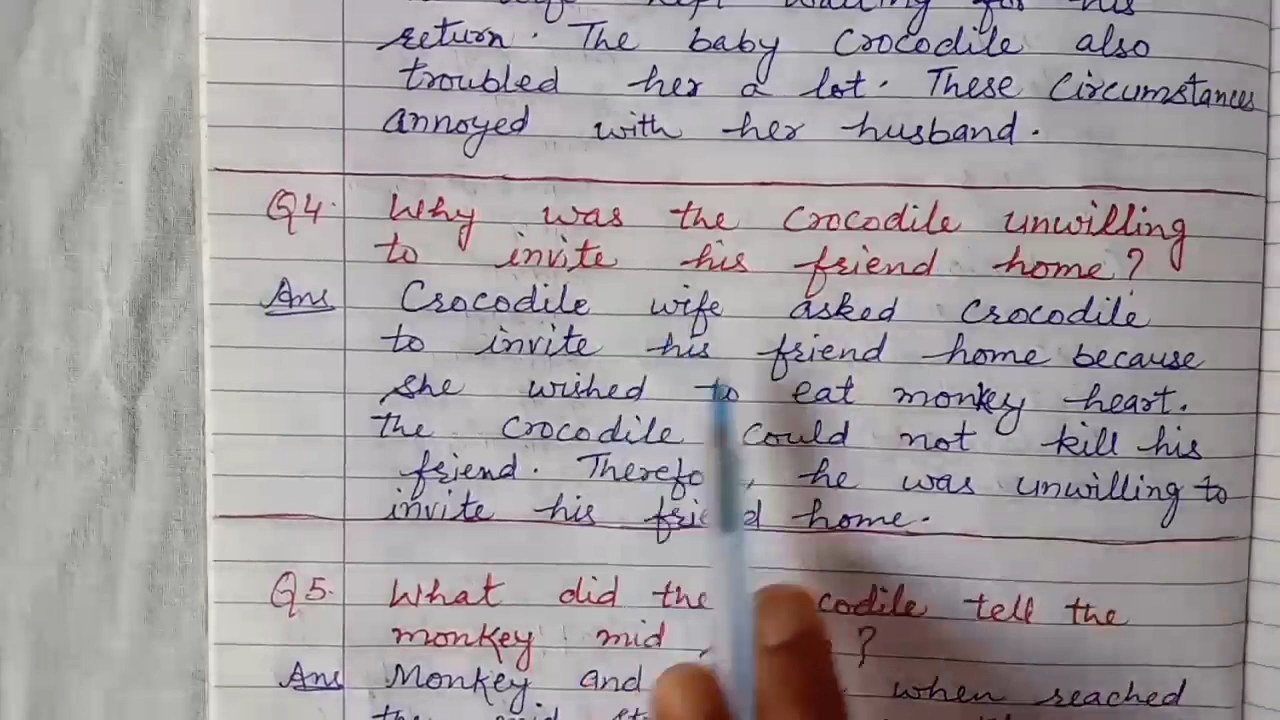 return. The baby Crocodile also
troubled her a lot. These Circumstances
annoyed with her husband.
Q4. Why was the Crocodile unwilling
to invite his friend home?
Ans Crocodile wife asked Crocodile
to invite his friend home because
she wished to eat monkey heart.
the Crocodile could not kill his
friend. Therefo, he was unwilling to
invite his friend home.
Q5. What did the codile tell the
monkey mid ?
Ans Monkey and when reached
the mid